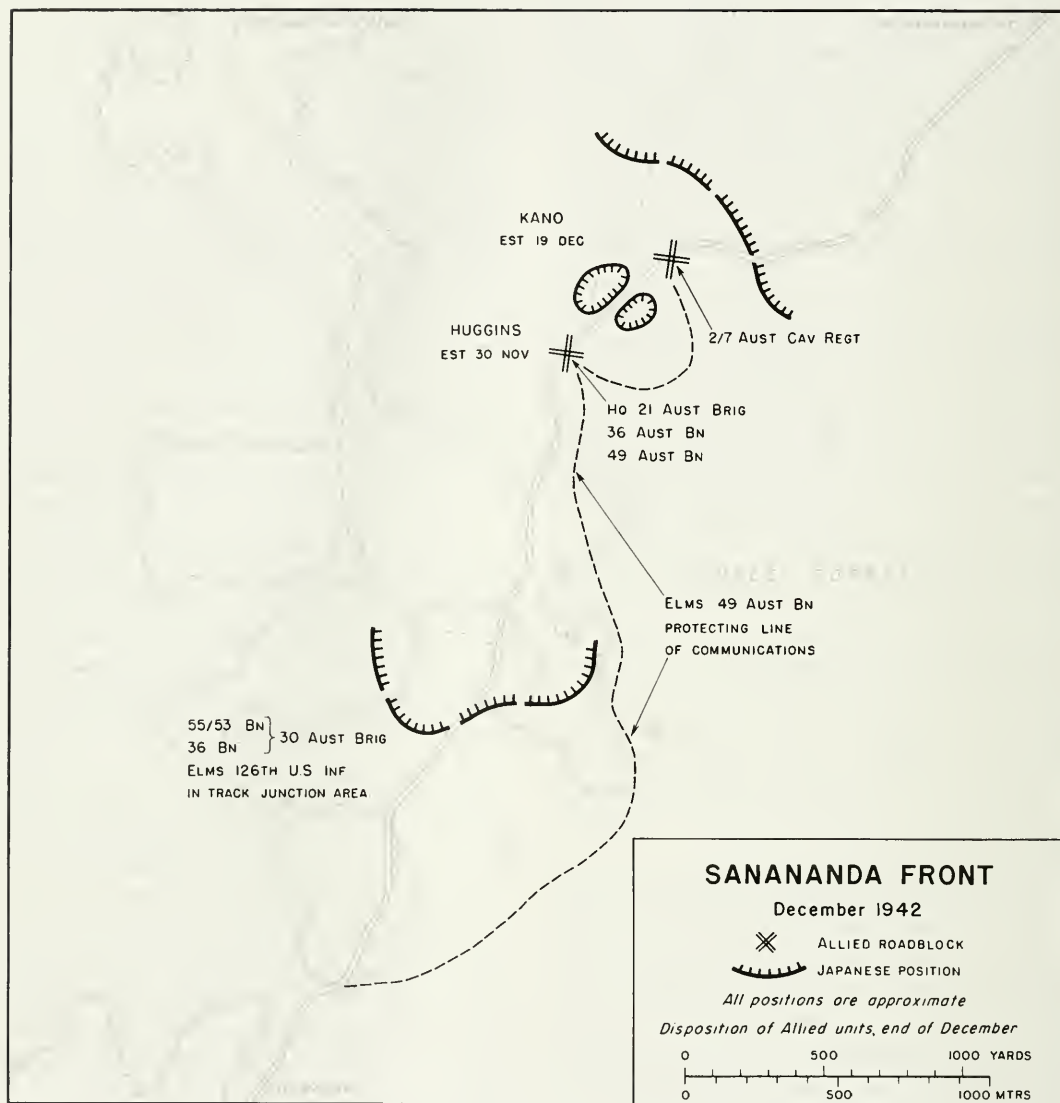 KANO
EST 19 DEC
HUGGINS
EST 30 NOV
2/7 AUST CAV REGT
HQ 21 AUST BRIG
36 AUST BN
49 AUST BN
ELMS 49 AUST BN
PROTECTING LINE
OF COMMUNICATIONS
55/53 BN
36 BN
30 AUST BRIG
ELMS 126TH U.S INF
IN TRACK JUNCTION AREA
SANANANDA FRONT
December 1942
ALLIED ROADBLOCK
JAPANESE POSITION
All positions are approximate
Disposition of Allied units, end of December
0 500 1000 YARDS
0 500 1000 MTRS